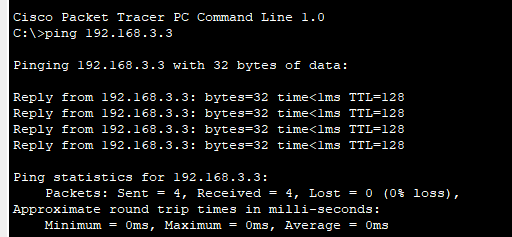 Cisco Packet Tracer PC Command Line 1.0
C:\>ping 192.168.3.3
Pinging 192.168.3.3 with 32 bytes of data:
Reply from 192.168.3.3: bytes=32 time<1ms TTL=128
Reply from 192.168.3.3: bytes=32 time<1ms TTL=128
Reply from 192.168.3.3: bytes=32 time<1ms TTL=128
Reply from 192.168.3.3: bytes=32 time<1ms TTL=128
Ping statistics for 192.168.3.3:
Packets: Sent = 4, Received = 4, Lost = 0 (0% loss),
Approximate round trip times in milli-seconds:
Minimum = 0ms, Maximum = 0ms, Average = 0ms